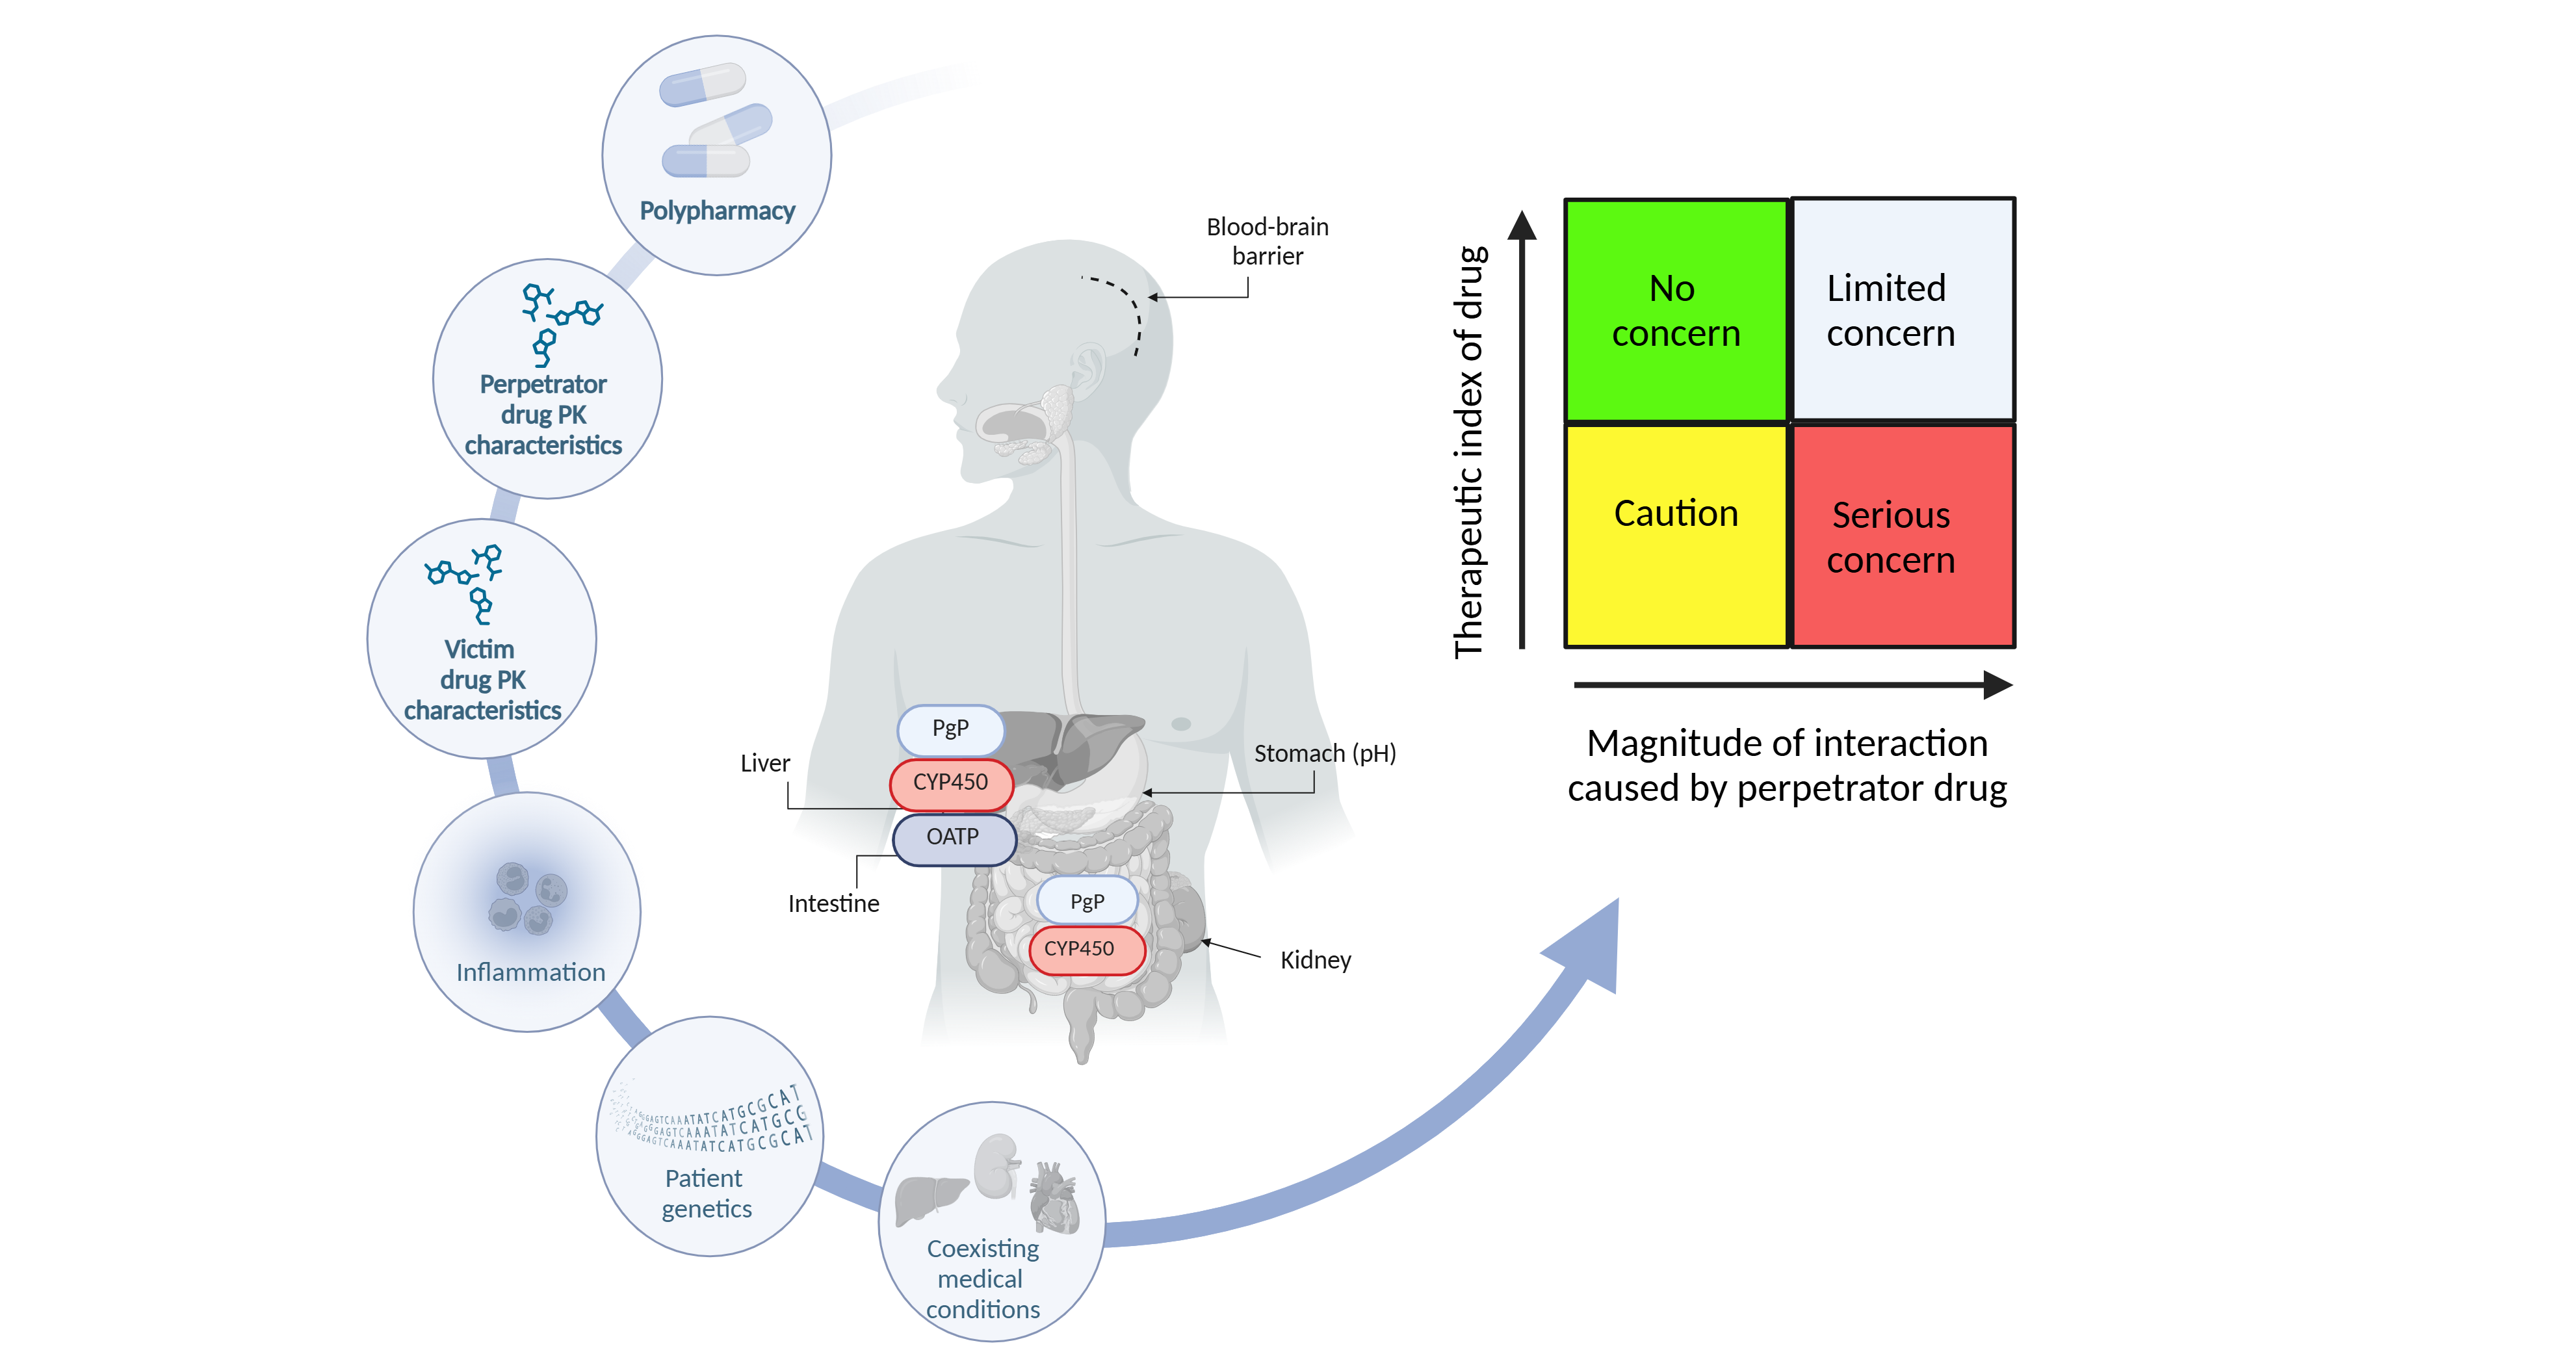 Polypharmacy
Perpetrator
drug PK
characteristics
Victim
drug PK
characteristics
Inflammation
Patient
genetics
Coexisting
medical
conditions
Blood-brain
barrier
Liver
PgP
CYP450
OATP
Intestine
Stomach (pH)
PgP
CYP450
Kidney
Therapeutic index of drug
No
concern
Limited
concern
Caution
Serious
concern
Magnitude of interaction
caused by perpetrator drug